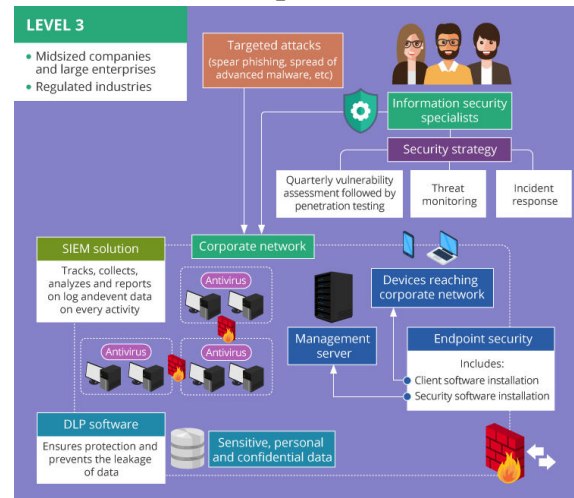 LEVEL 3
• Midsized companies
and large enterprises
• Regulated industries
Targeted attacks
(spear phishing, spread of
advanced malware, etc)
Information security
specialists
Security strategy
Quarterly vulnerability
assessment followed by
penetration testing
Threat
monitoring
Incident
response
SIEM solution
Tracks, collects,
analyzes and reports
on log andevent data
on every activity
Corporate network
Antivirus
Antivirus
Antivirus
Devices reaching
corporate network
Management
server
Endpoint security
Includes:
Client software installation
Security software installation
DLP software
Ensures protection and
prevents the leakage
of data
Sensitive, personal
and confidential data